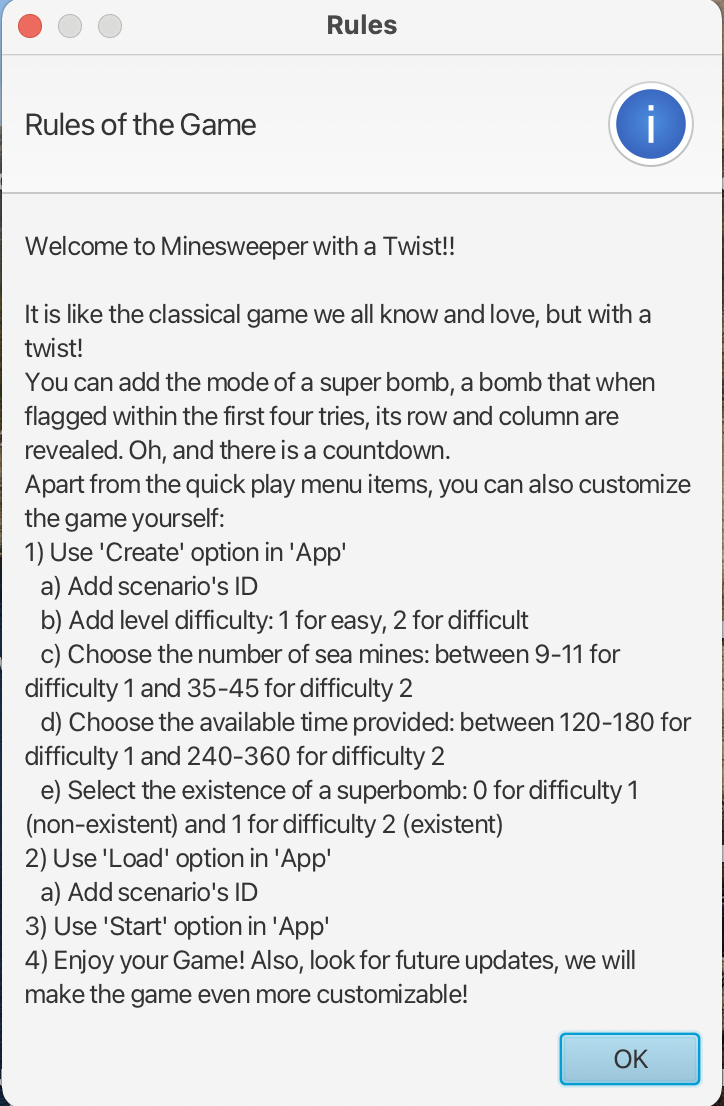 Rules
Rules of the Game
i
Welcome to Minesweeper with a Twist!!
It is like the classical game we all know and love, but with a
twist!
You can add the mode of a super bomb, a bomb that when
flagged within the first four tries, its row and column are
revealed. Oh, and there is a countdown.
Apart from the quick play menu items, you can also customize
the game yourself:
1) Use 'Create' option in 'App'
a) Add scenario's ID
b) Add level difficulty: 1 for easy, 2 for difficult
c) Choose the number of sea mines: between 9-11 for
difficulty 1 and 35-45 for difficulty 2
d) Choose the available time provided: between 120-180 for
difficulty 1 and 240-360 for difficulty 2
e) Select the existence of a superbomb: 0 for difficulty 1
(non-existent) and 1 for difficulty 2 (existent)
2) Use 'Load' option in 'App'
a) Add scenario's ID
3) Use 'Start' option in 'App'
4) Enjoy your Game! Also, look for future updates, we will
make the game even more customizable!
OK